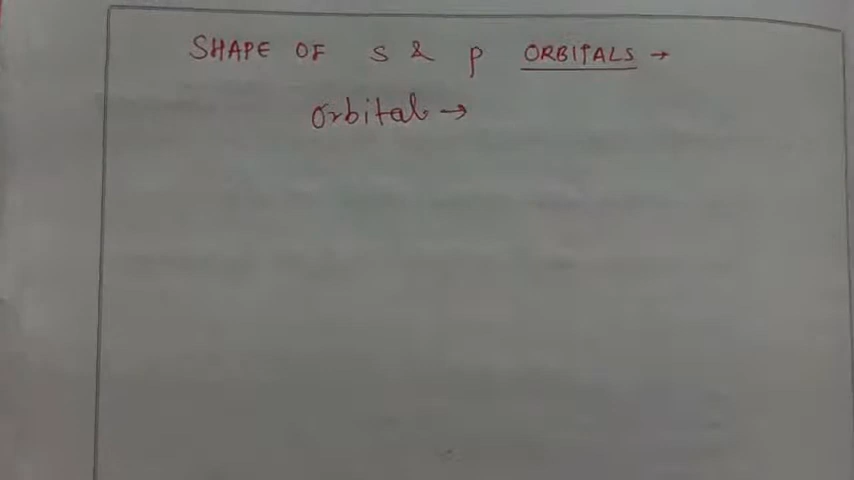 SHAPE OF s & p ORBITALS →
Orbital →